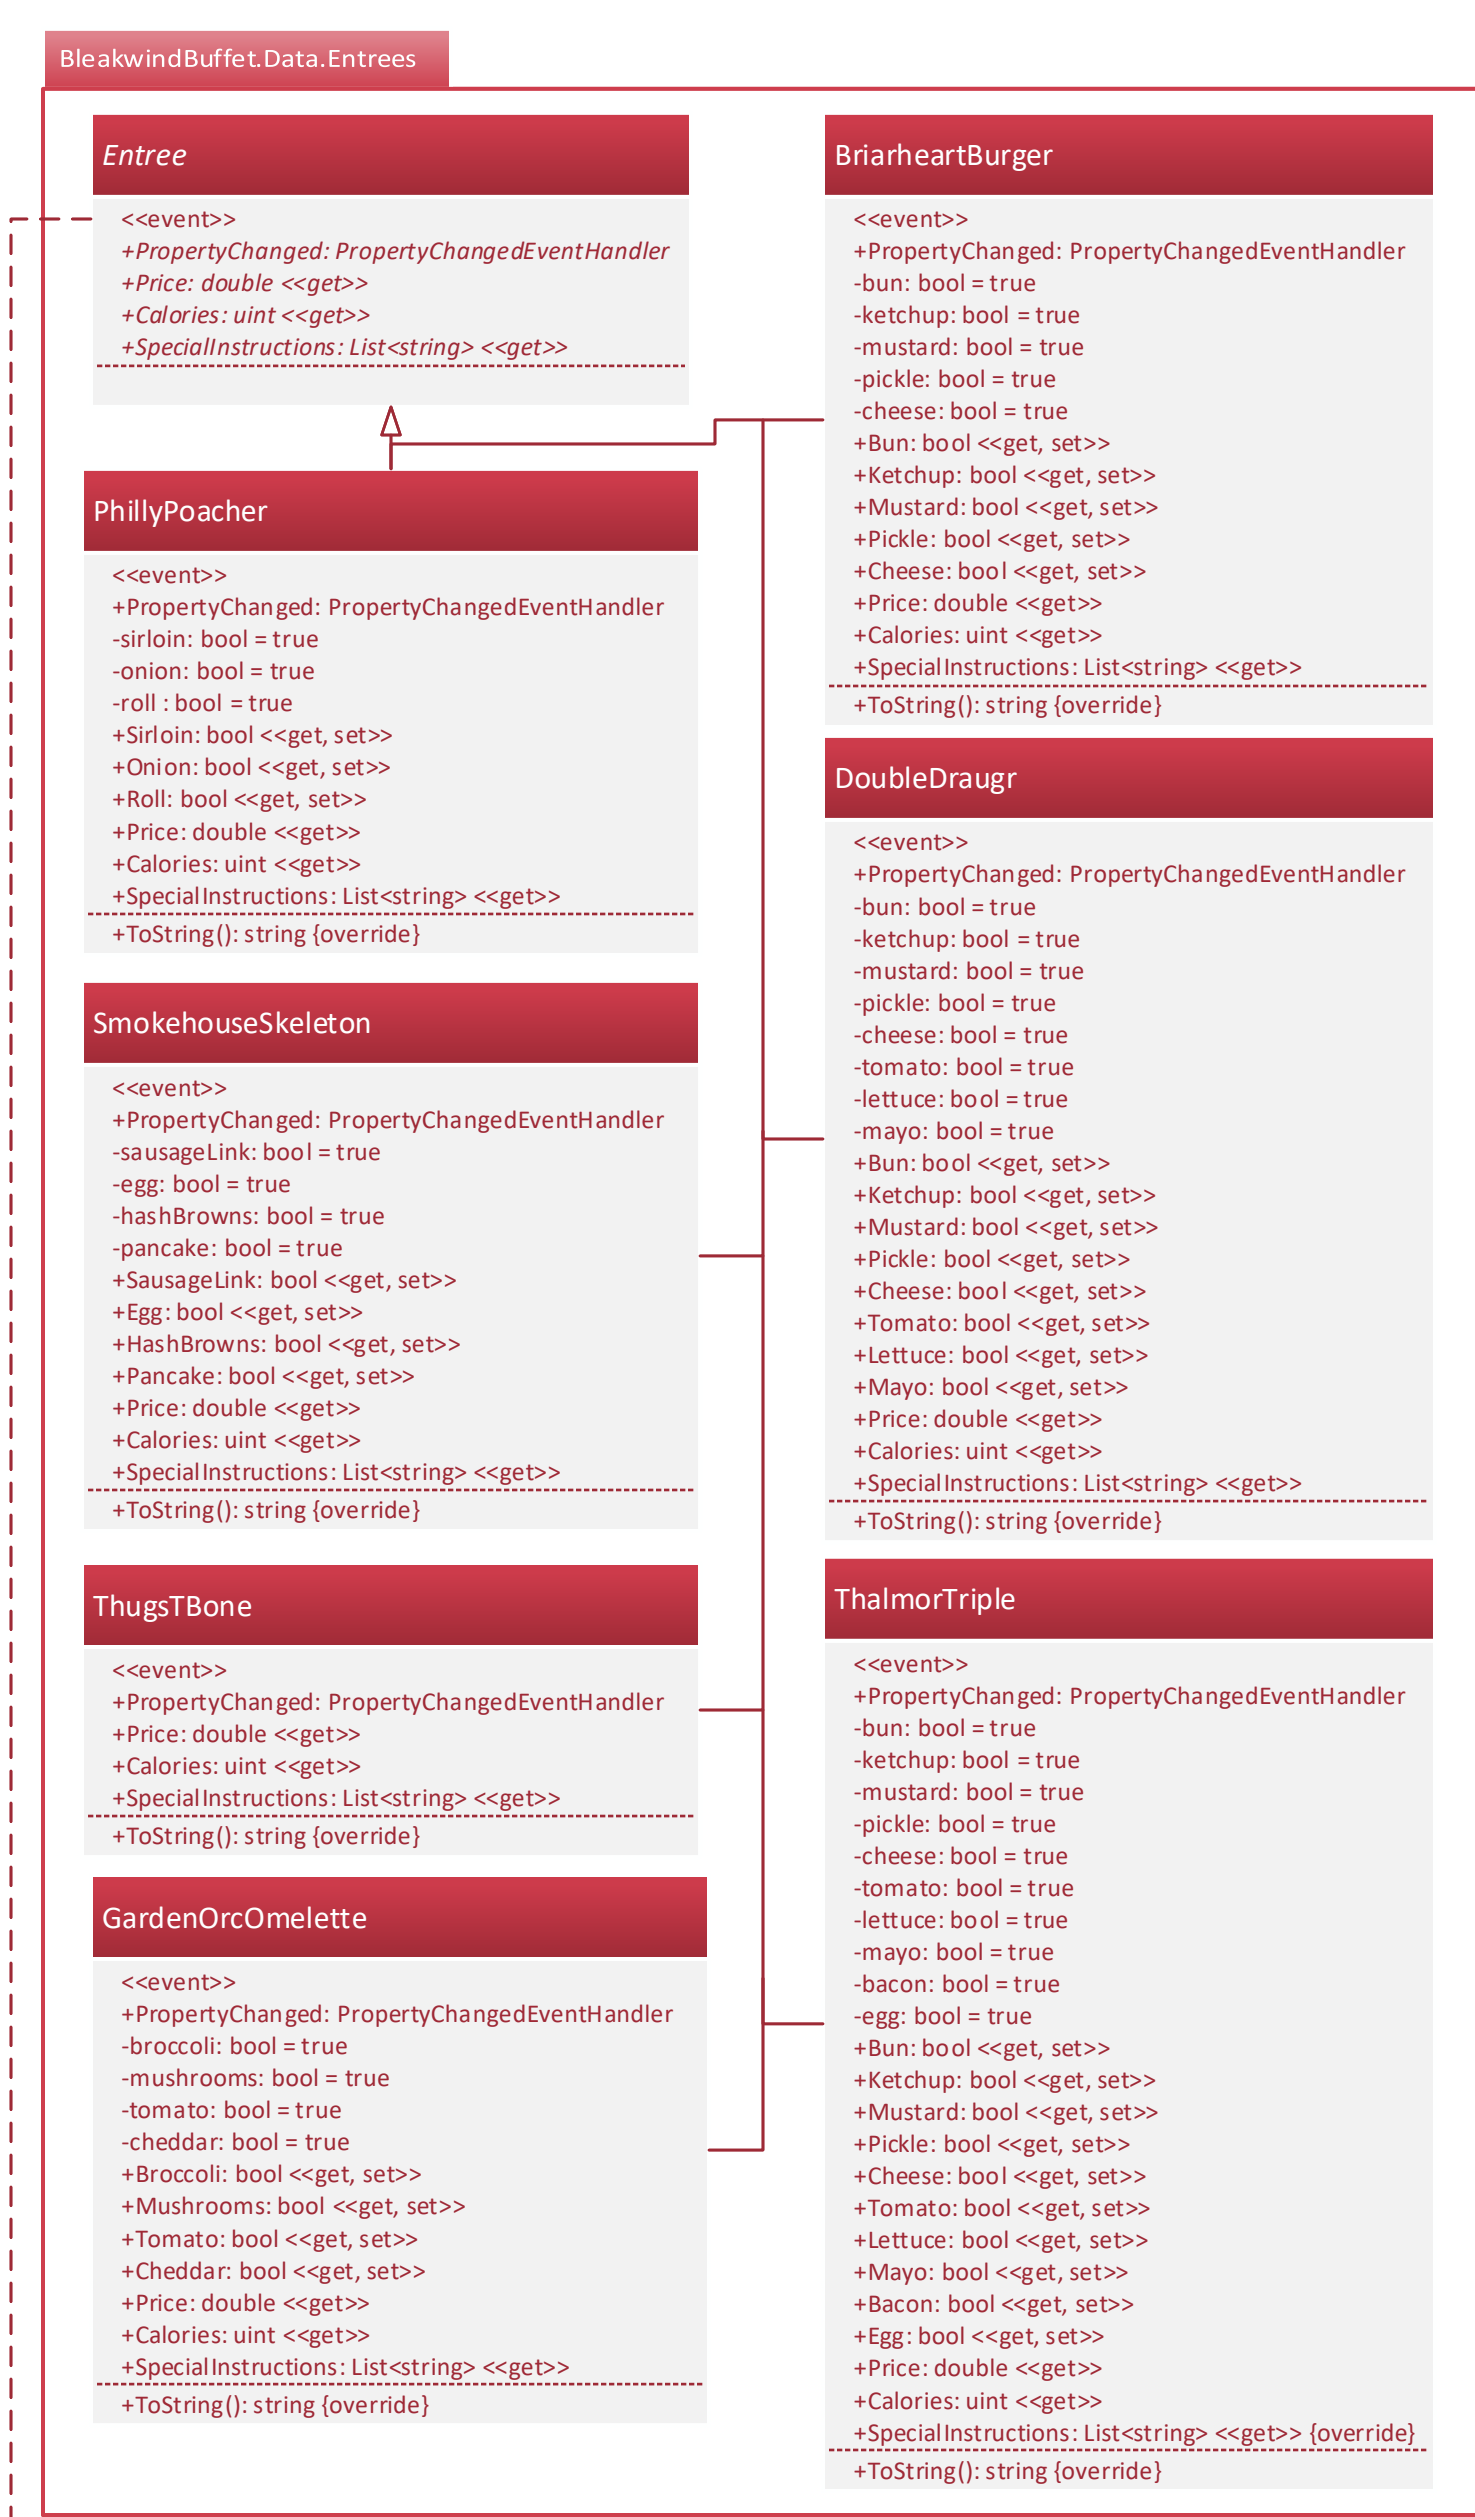 BleakwindBuffet.Data.Entrees
Entree
<<event>>
+PropertyChanged: PropertyChangedEventHandler
+Price: double <<get>>
+Calories: uint <<get>>
+SpecialInstructions: List<string> <<get>>
PhillyPoacher
<<event>>
+PropertyChanged: PropertyChangedEventHandler
-sirloin: bool = true
-onion: bool = true
-roll : bool = true
+Sirloin: bool <<get, set>>
+Onion: bool <<get, set>>
+Roll: bool <<get, set>>
+Price: double <<get>>
+Calories: uint <<get>>
+SpecialInstructions: List<string> <<get>>
+ToString(): string {override}
SmokehouseSkeleton
<<event>>
+PropertyChanged: PropertyChangedEventHandler
-sausageLink: bool = true
-egg: bool = true
-hashBrowns: bool = true
-pancake: bool = true
+SausageLink: bool <<get, set>>
+Egg: bool <<get, set>>
+HashBrowns: bool <<get, set>>
+Pancake: bool <<get, set>>
+Price: double <<get>>
+Calories: uint <<get>>
+SpecialInstructions: List<string> <<get>>
+ToString(): string {override}
ThugsTBone
<<event>>
+PropertyChanged: PropertyChangedEventHandler
+Price: double <<get>>
+Calories: uint <<get>>
+SpecialInstructions: List<string> <<get>>
+ToString(): string {override}
GardenOrcOmelette
<<event>>
+PropertyChanged: PropertyChangedEventHandler
-broccoli: bool = true
-mushrooms: bool = true
-tomato: bool = true
-cheddar: bool = true
+Broccoli: bool <<get, set>>
+Mushrooms: bool <<get, set>>
+Tomato: bool <<get, set>>
+Cheddar: bool <<get, set>>
+Price: double <<get>>
+Calories: uint <<get>>
+SpecialInstructions: List<string> <<get>>
+ToString(): string {override}
BriarheartBurger
<<event>>
+PropertyChanged: PropertyChangedEventHandler
-bun: bool = true
-ketchup: bool = true
-mustard: bool = true
-pickle: bool = true
-cheese: bool = true
+Bun: bool <<get, set>>
+Ketchup: bool <<get, set>>
+Mustard: bool <<get, set>>
+Pickle: bool <<get, set>>
+Cheese: bool <<get, set>>
+Price: double <<get>>
+Calories: uint <<get>>
+SpecialInstructions: List<string> <<get>>
+ToString(): string {override}
DoubleDraugr
<<event>>
+PropertyChanged: PropertyChangedEventHandler
-bun: bool = true
-ketchup: bool = true
-mustard: bool = true
-pickle: bool = true
-cheese: bool = true
-tomato: bool = true
-lettuce: bool = true
-mayo: bool = true
+Bun: bool <<get, set>>
+Ketchup: bool <<get, set>>
+Mustard: bool <<get, set>>
+Pickle: bool <<get, set>>
+Cheese: bool <<get, set>>
+Tomato: bool <<get, set>>
+Lettuce: bool <<get, set>>
+Mayo: bool <<get, set>>
+Price: double <<get>>
+Calories: uint <<get>>
+SpecialInstructions: List<string> <<get>>
+ToString(): string {override}
ThalmorTriple
<<event>>
+PropertyChanged: PropertyChangedEventHandler
-bun: bool = true
-ketchup: bool = true
-mustard: bool = true
-pickle: bool = true
-cheese: bool = true
-tomato: bool = true
-lettuce: bool = true
-mayo: bool = true
-bacon: bool = true
-egg: bool = true
+Bun: bool <<get, set>>
+Ketchup: bool <<get, set>>
+Mustard: bool <<get, set>>
+Pickle: bool <<get, set>>
+Cheese: bool <<get, set>>
+Tomato: bool <<get, set>>
+Lettuce: bool <<get, set>>
+Mayo: bool <<get, set>>
+Bacon: bool <<get, set>>
+Egg: bool <<get, set>>
+Price: double <<get>>
+Calories: uint <<get>>
+SpecialInstructions: List<string> <<get>> {override}
+ToString(): string {override}